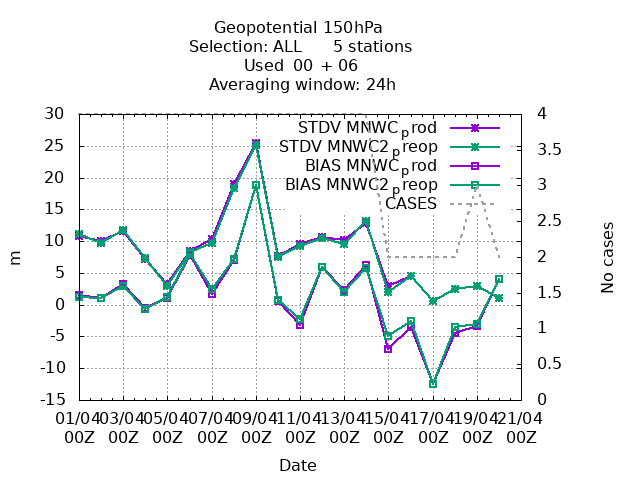 Geopotential 150hPa
Selection: ALL 5 stations
Used 00 + 06
Averaging window: 24h
30 4
STDV MNWCprod
25 STDV MNWC2preop 3.5
BIAS MNWCprod
20 BIAS MNWC2preop 3
CASES
15 2.5
10 2
5 1.5
0
-5 1
-10 0.5
-15 0
m
No cases
01/04 03/04 05/04 07/04 09/04 11/04 13/04 15/04 17/04 19/04 21/04
00Z 00Z 00Z 00Z 00Z 00Z 00Z 00Z 00Z 00Z 00Z
Date